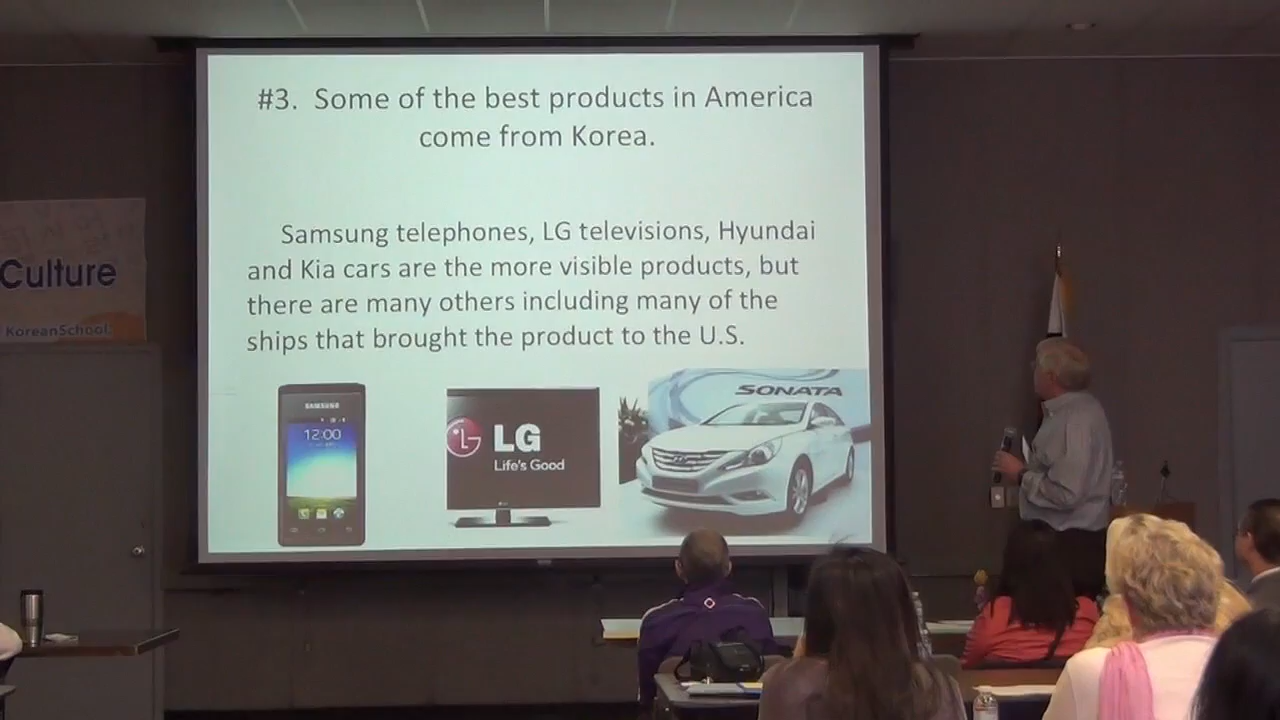 #3. Some of the best products in America
come from Korea.
Samsung telephones, LG televisions, Hyundai
and Kia cars are the more visible products, but
there are many others including many of the
ships that brought the product to the U.S.
Culture
KoreanSchool.
SAMSUNG
12:00
LG
LG
Life's Good
SONATA